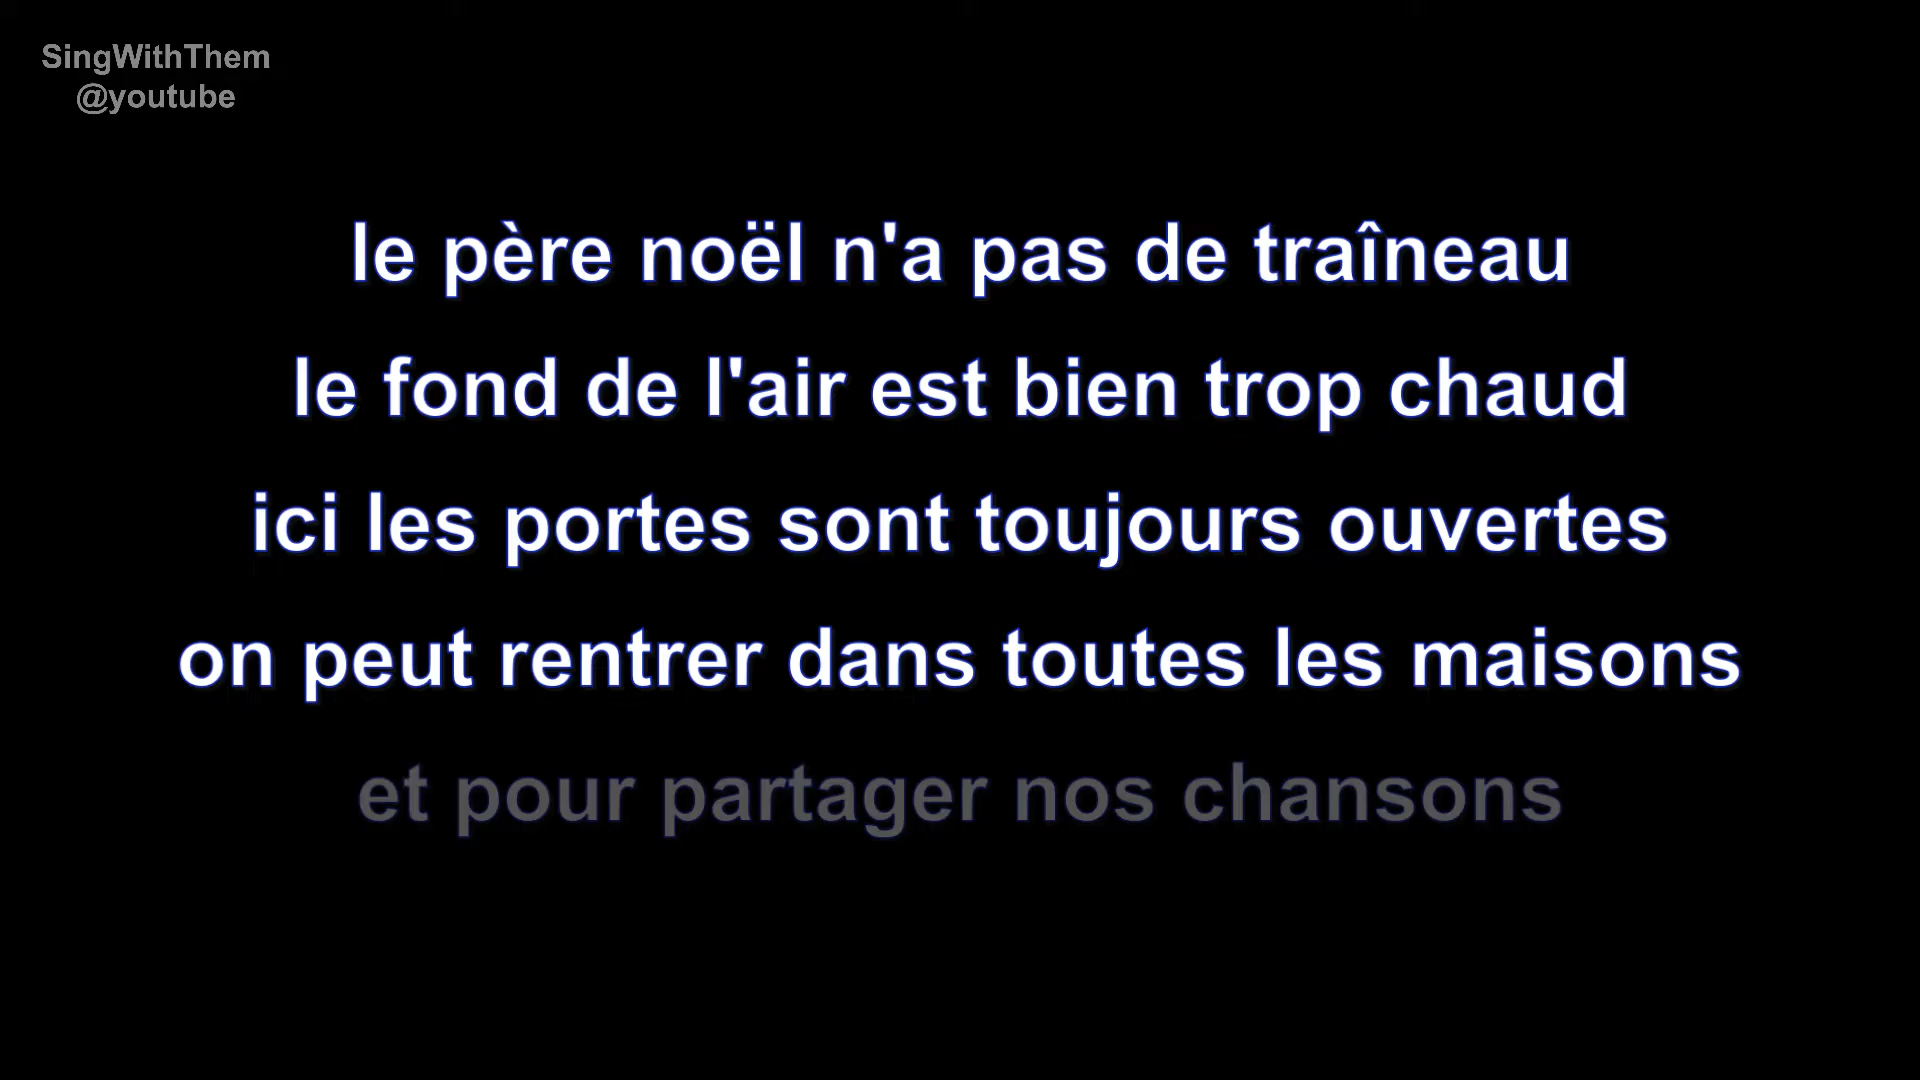 SingWithThem
@youtube
le père noël n'a pas de traîneau
le fond de l'air est bien trop chaud
ici les portes sont toujours ouvertes
on peut rentrer dans toutes les maisons
et pour partager nos chansons